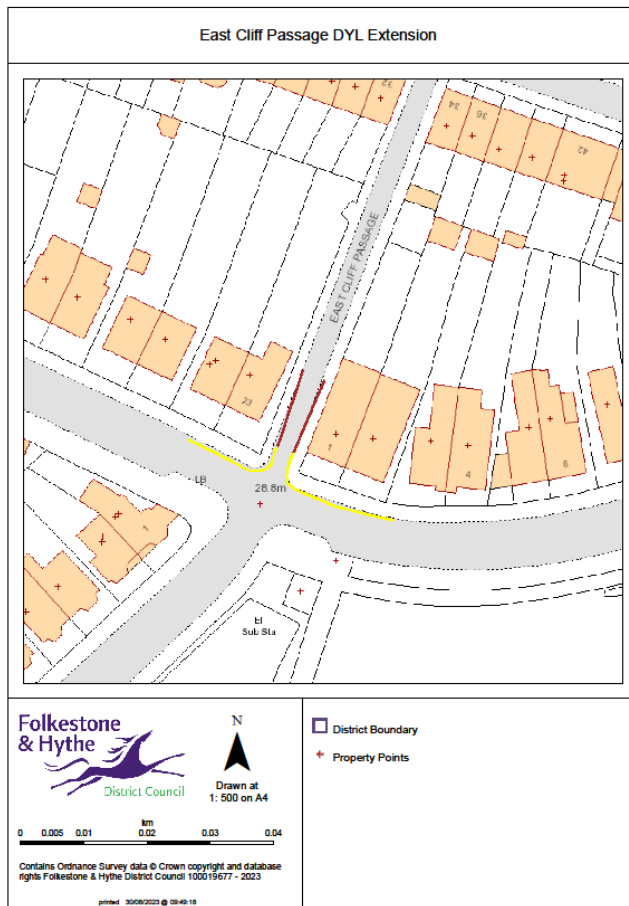 East Cliff Passage DYL Extension
32
34
36
42
EAST CLIFF PASSAGE
23
1
4
6
LB
28.8m
1
El
Sub Sta
Folkestone
& Hythe
District Council
N
Drawn at
1: 500 on A4
km
0 0.005 0.01 0.02 0.03 0.04
Contains Ordnance Survey data © Crown copyright and database
rights Folkestone & Hythe District Council 100019677 - 2023
printed 30/08/2023 @ 09:49:18
District Boundary
Property Points